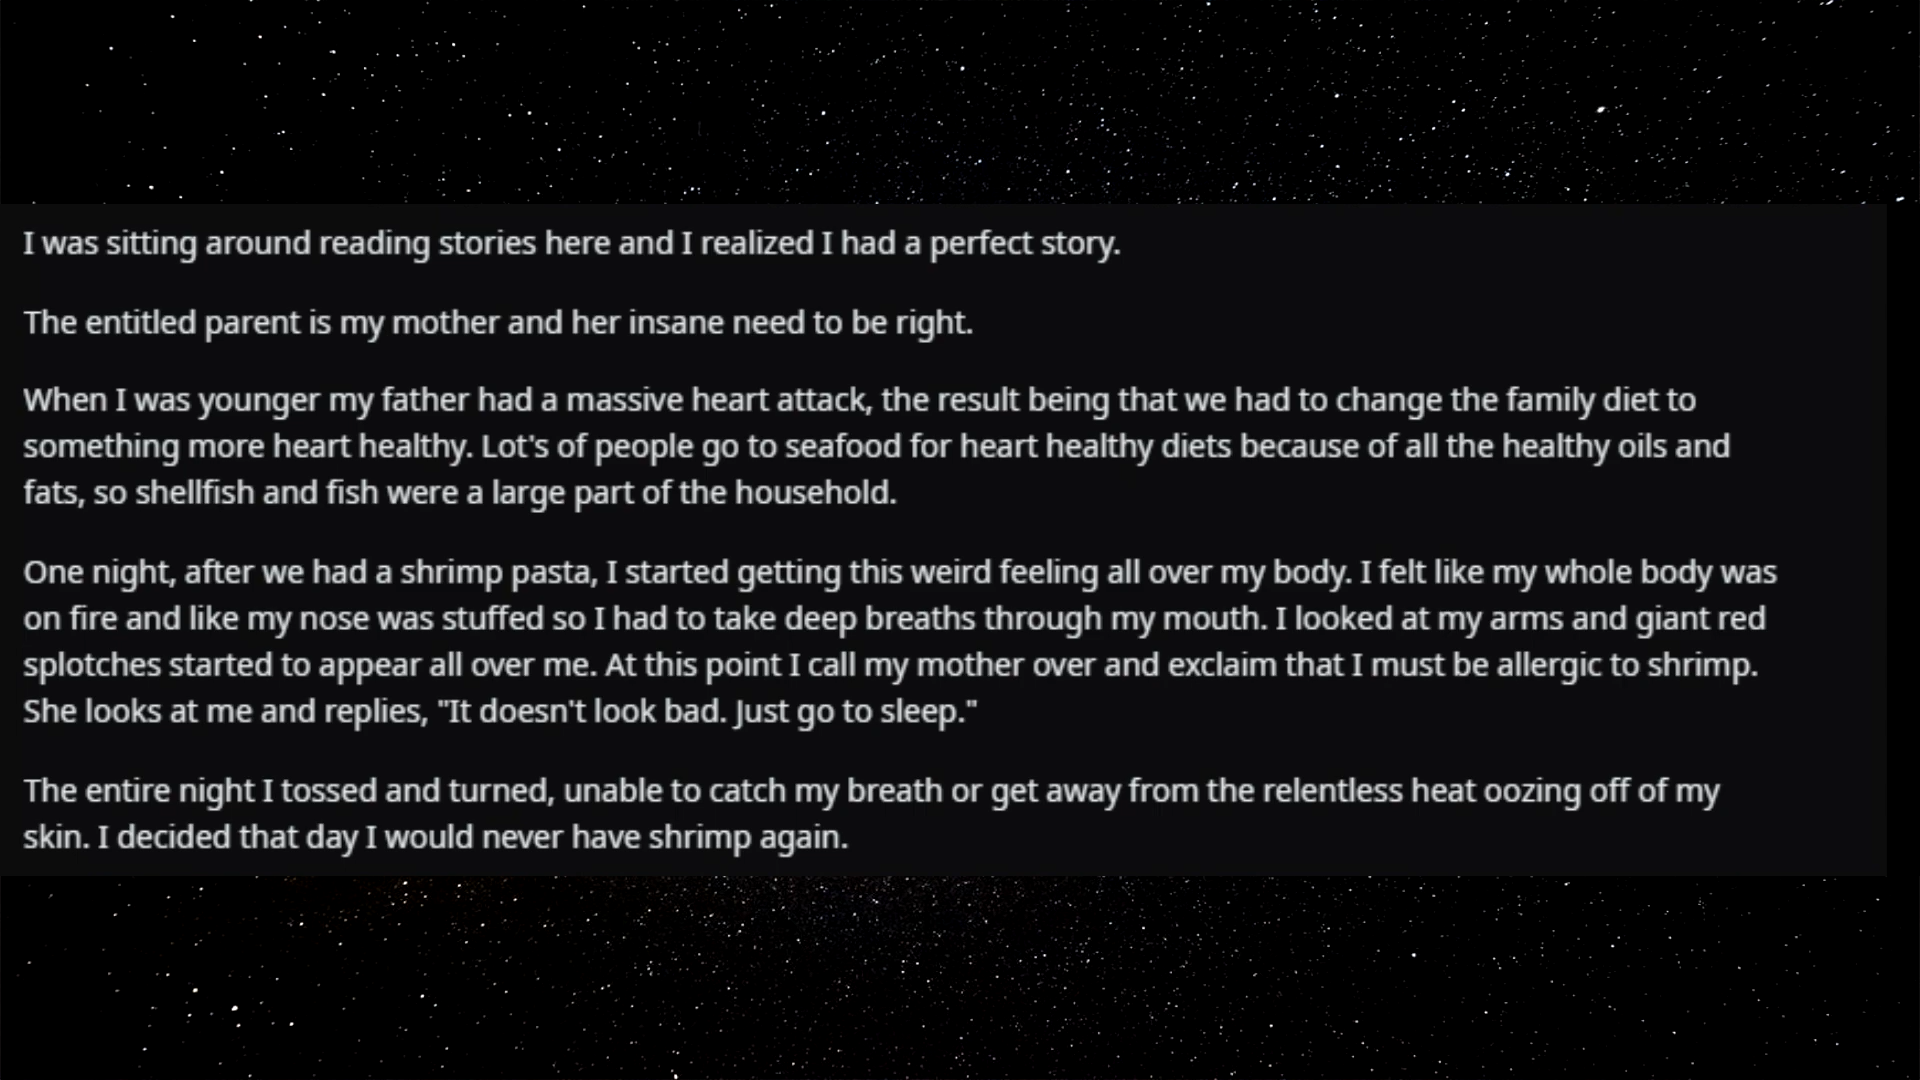 I was sitting around reading stories here and I realized I had a perfect story.
The entitled parent is my mother and her insane need to be right.
When I was younger my father had a massive heart attack, the result being that we had to change the family diet to
something more heart healthy. Lot's of people go to seafood for heart healthy diets because of all the healthy oils and
fats, so shellfish and fish were a large part of the household.
One night, after we had a shrimp pasta, I started getting this weird feeling all over my body. I felt like my whole body was
on fire and like my nose was stuffed so I had to take deep breaths through my mouth. I looked at my arms and giant red
splotches started to appear all over me. At this point I call my mother over and exclaim that I must be allergic to shrimp.
She looks at me and replies, "It doesn't look bad. Just go to sleep."
The entire night I tossed and turned, unable to catch my breath or get away from the relentless heat oozing off of my
skin. I decided that day I would never have shrimp again.